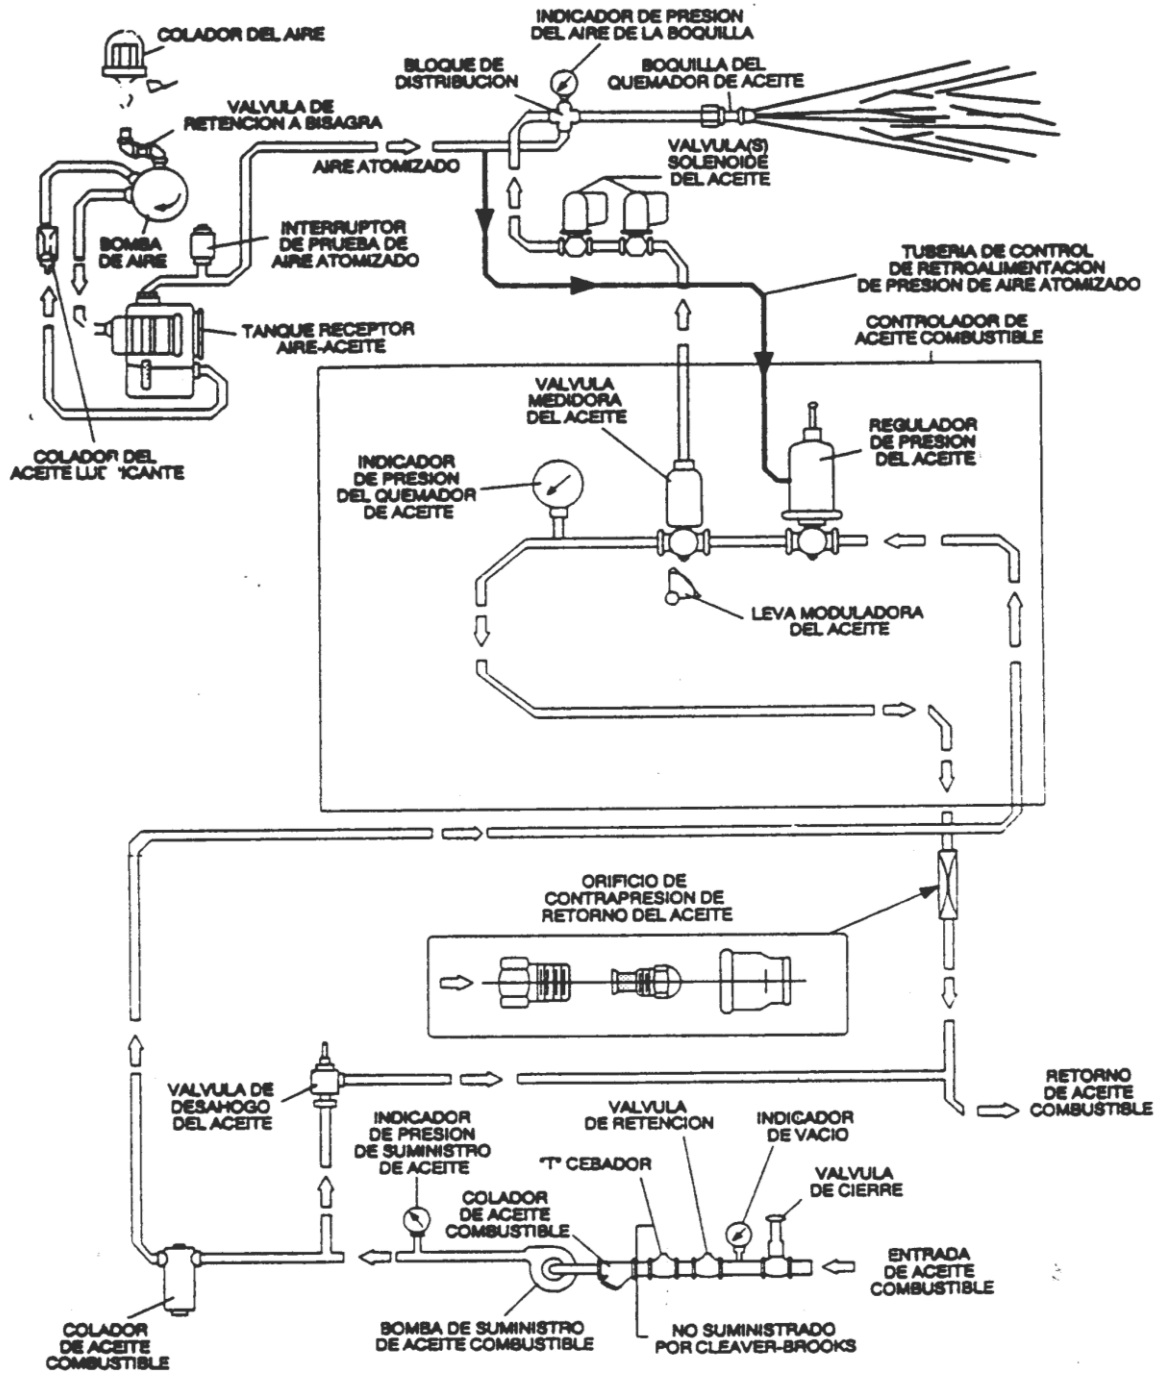 COLADOR DEL AIRE
INDICADOR DE PRESION
DEL AIRE DE LA BOQUILLA
BLOQUE DE
DISTRIBUCION
BOQUILLA DEL
QUEMADOR DE ACEITE
VALVULA DE
RETENCION A BISAGRA
AIRE ATOMIZADO
VALVULA(S)
SOLENOIDE
DEL ACEITE
BOMBA
DE AIRE
INTERRUPTOR
DE PRUEBA DE
AIRE ATOMIZADO
TUBERIA DE CONTROL
DE RETROALIMENTACION
DE PRESION DE AIRE ATOMIZADO
TANQUE RECEPTOR
AIRE-ACEITE
CONTROLADOR DE
ACEITE COMBUSTIBLE
VALVULA
MEDIDORA
DEL ACEITE
REGULADOR
DE PRESION
DEL ACEITE
COLADOR DEL
ACEITE
INDICADOR
DE PRESION
DEL QUEMADOR
DE ACEITE
LEVA MODULADORA
DEL ACEITE
ORIFICIO DE
CONTRAPRESION DE
RETORNO DEL ACEITE
VALVULA DE
DESAHOGO
DEL ACEITE
INDICADOR
DE PRESION
DE SUMINISTRO
DE ACEITE
VALVULA
DE RETENCION
INDICADOR
DE VACIO
RETORNO
DE ACEITE
COMBUSTIBLE
"T" CEBADOR
VALVULA
DE CIERRE
COLADOR
DE ACEITE
COMBUSTIBLE
ENTRADA
DE ACEITE
COMBUSTIBLE
COLADOR
DE ACEITE
COMBUSTIBLE
BOMBA DE SUMINISTRO
DE ACEITE COMBUSTIBLE
NO SUMINISTRADO
POR CLEAVER-BROOKS